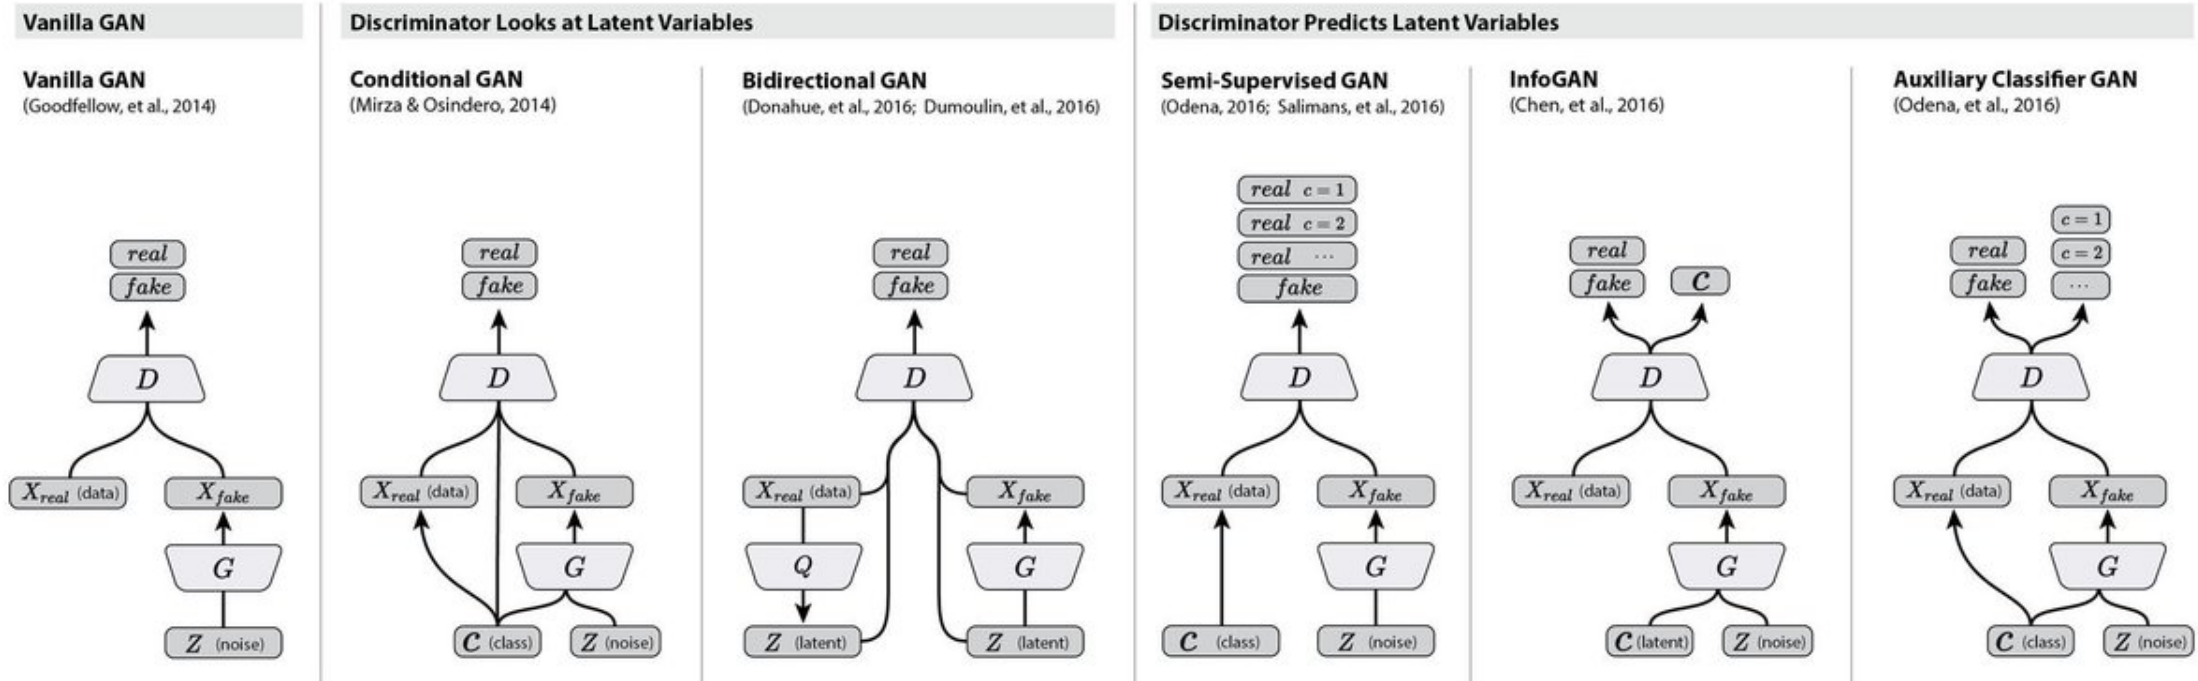 Vanilla GAN
Discriminator Looks at Latent Variables
Discriminator Predicts Latent Variables
Vanilla GAN
(Goodfellow, et al., 2014)
real
fake
D
X_real (data)
X_fake
G
Z (noise)
Conditional GAN
(Mirza & Osindero, 2014)
real
fake
D
X_real (data)
X_fake
G
C (class)
Z (noise)
Bidirectional GAN
(Donahue, et al., 2016; Dumoulin, et al., 2016)
real
fake
D
X_real (data)
X_fake
Q
G
Z (latent)
Z (latent)
Semi-Supervised GAN
(Odena, 2016; Salimans, et al., 2016)
real c = 1
real c = 2
real ...
fake
D
X_real (data)
X_fake
G
C (class)
Z (noise)
InfoGAN
(Chen, et al., 2016)
real
fake
C
D
X_real (data)
X_fake
G
C (latent)
Z (noise)
Auxiliary Classifier GAN
(Odena, et al., 2016)
real
fake
c = 1
c = 2
...
D
X_real (data)
X_fake
G
C (class)
Z (noise)